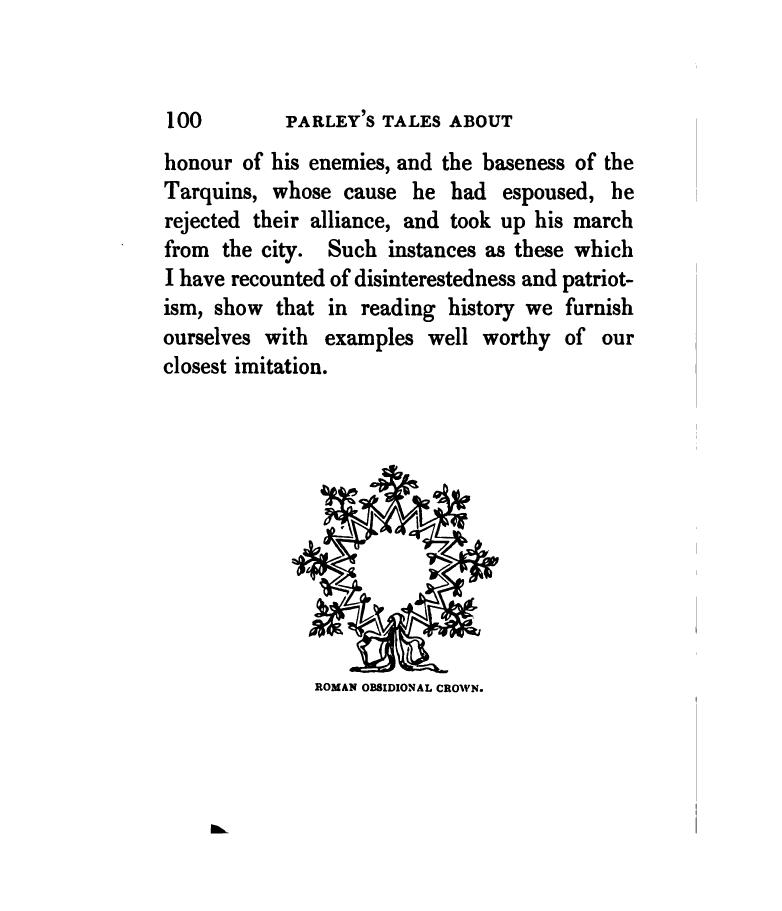 100 PARLEY'S TALES ABOUT
honour of his enemies, and the baseness of the
Tarquins, whose cause he had espoused, he
rejected their alliance, and took up his march
from the city. Such instances as these which
I have recounted of disinterestedness and patriot-
ism, show that in reading history we furnish
ourselves with examples well worthy of our
closest imitation.
ROMAN OBSIDIONAL CROWN.